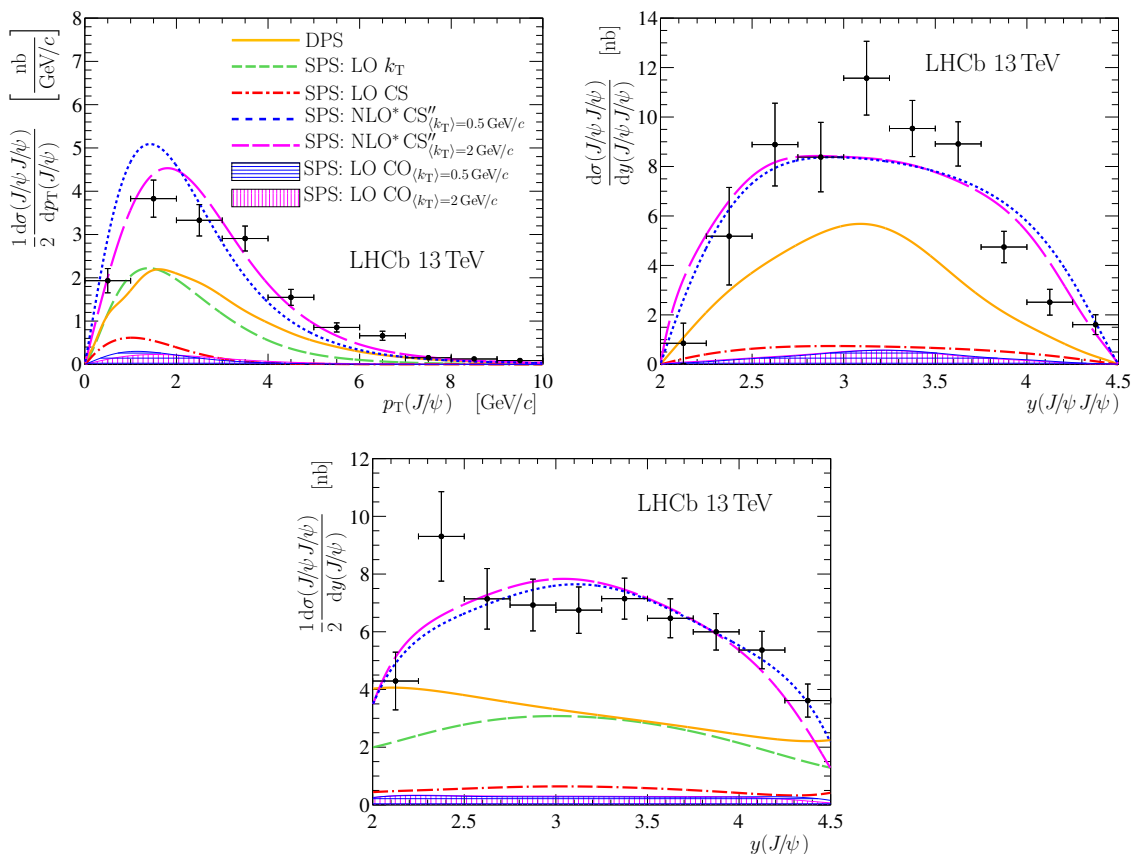 1/2 dσ(J/ψ J/ψ)/dp_T(J/ψ) [nb/GeV/c]
8
7
6
5
4
3
2
1
0
DPS
SPS: LO k_T
SPS: LO CS
SPS: NLO* CS″⟨k_T⟩=0.5 GeV/c
SPS: NLO* CS″⟨k_T⟩=2 GeV/c
SPS: LO CO⟨k_T⟩=0.5 GeV/c
SPS: LO CO⟨k_T⟩=2 GeV/c
LHCb 13 TeV
0 2 4 6 8 10
p_T(J/ψ) [GeV/c]
dσ(J/ψ J/ψ)/dy(J/ψ J/ψ) [nb]
14
12
10
8
6
4
2
0
LHCb 13 TeV
2 2.5 3 3.5 4 4.5
y(J/ψ J/ψ)
1/2 dσ(J/ψ J/ψ)/dy(J/ψ) [nb]
12
10
8
6
4
2
0
LHCb 13 TeV
2 2.5 3 3.5 4 4.5
y(J/ψ)